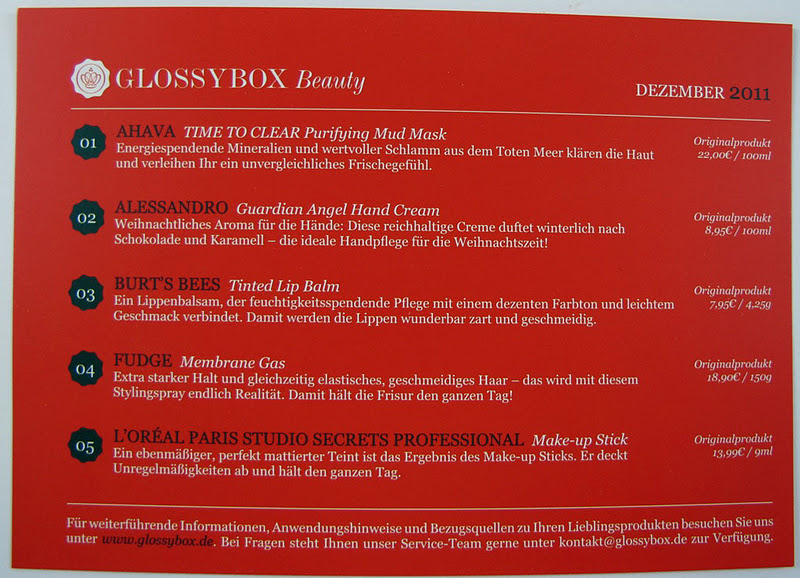 GLOSSYBOX Beauty
DEZEMBER 2011
01 AHAVA TIME TO CLEAR Purifying Mud Mask
Energiespendende Mineralien und wertvoller Schlamm aus dem Toten Meer klären die Haut
und verleihen Ihr ein unvergleichliches Frischegefühl.
Originalprodukt
22,00€ / 100ml
02 ALESSANDRO Guardian Angel Hand Cream
Weihnachtliches Aroma für die Hände: Diese reichhaltige Creme duftet winterlich nach
Schokolade und Karamell – die ideale Handpflege für die Weihnachtszeit!
Originalprodukt
8,95€ / 100ml
03 BURT'S BEES Tinted Lip Balm
Ein Lippenbalsam, der feuchtigkeitsspendende Pflege mit einem dezenten Farbton und leichtem
Geschmack verbindet. Damit werden die Lippen wunderbar zart und geschmeidig.
Originalprodukt
7,95€ / 4,25g
04 FUDGE Membrane Gas
Extra starker Halt und gleichzeitig elastisches, geschmeidiges Haar – das wird mit diesem
Stylingspray endlich Realität. Damit hält die Frisur den ganzen Tag!
Originalprodukt
18,90€ / 150g
05 L'ORÉAL PARIS STUDIO SECRETS PROFESSIONAL Make-up Stick
Ein ebenmäßiger, perfekt mattierter Teint ist das Ergebnis des Make-up Sticks. Er deckt
Unregelmäßigkeiten ab und hält den ganzen Tag.
Originalprodukt
13,99€ / 9ml
Für weiterführende Informationen, Anwendungshinweise und Bezugsquellen zu Ihren Lieblingsprodukten besuchen Sie uns
unter www.glossybox.de. Bei Fragen steht Ihnen unser Service-Team gerne unter kontakt@glossybox.de zur Verfügung.